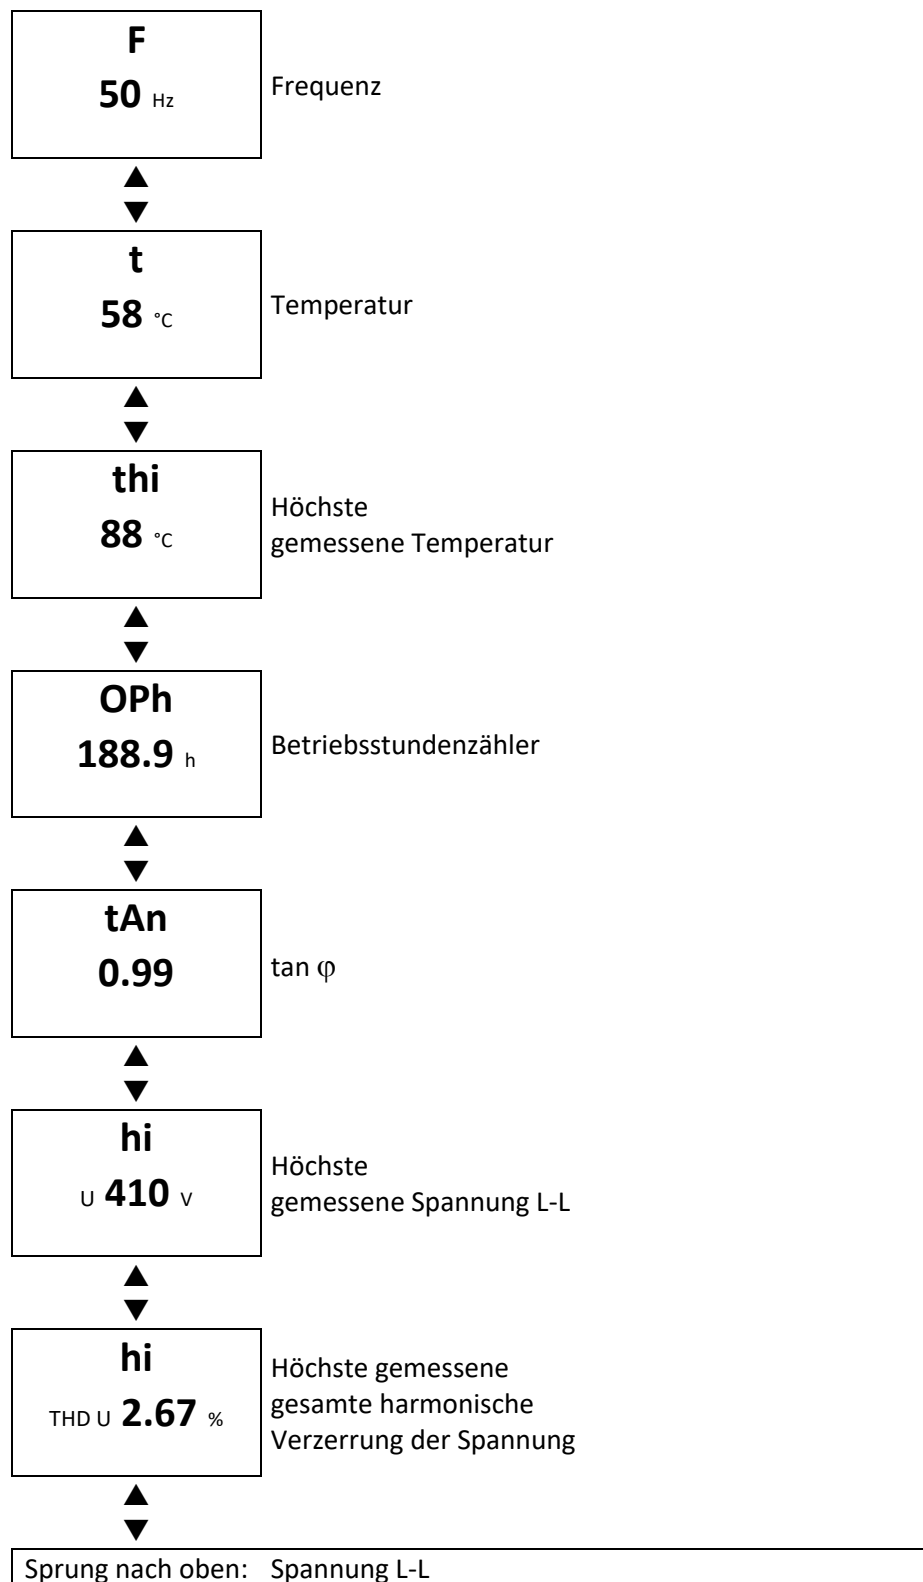 F
50 Hz
Frequenz
t
58 °C
Temperatur
thi
88 °C
Höchste
gemessene Temperatur
OPh
188.9 h
Betriebsstundenzähler
tAn
0.99
tan φ
hi
U 410 V
Höchste
gemessene Spannung L-L
hi
THD U 2.67 %
Höchste gemessene
gesamte harmonische
Verzerrung der Spannung
Sprung nach oben: Spannung L-L